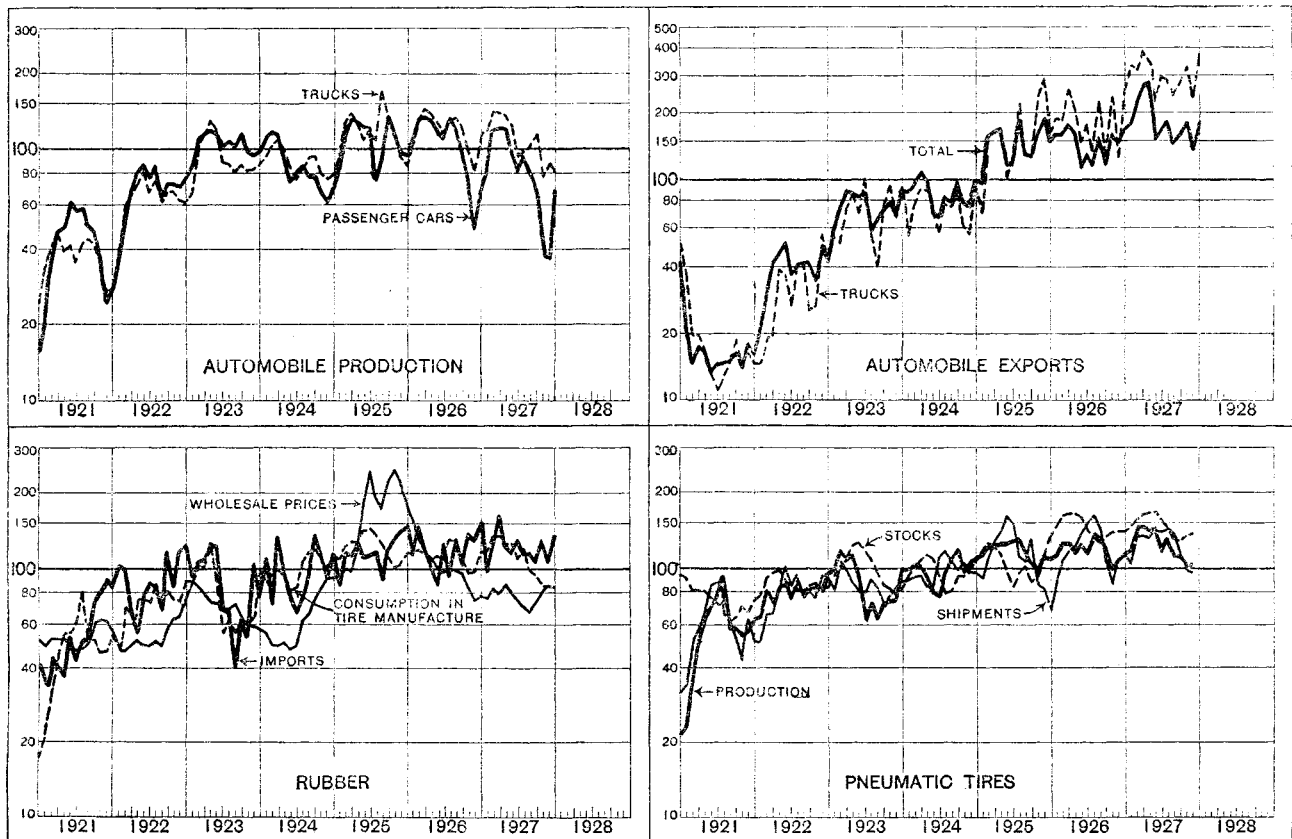 300
200
150
100
80
60
40
20
10
TRUCKS
PASSENGER CARS
AUTOMOBILE PRODUCTION
1921 1922 1923 1924 1925 1926 1927 1928
500
400
300
200
150
100
80
60
40
20
10
TOTAL
TRUCKS
AUTOMOBILE EXPORTS
1921 1922 1923 1924 1925 1926 1927 1928
300
200
150
100
80
60
40
20
10
WHOLESALE PRICES
CONSUMPTION IN
TIRE MANUFACTURE
IMPORTS
RUBBER
1921 1922 1923 1924 1925 1926 1927 1928
300
200
150
100
80
60
40
20
10
STOCKS
SHIPMENTS
PRODUCTION
PNEUMATIC TIRES
1921 1922 1923 1924 1925 1926 1927 1928